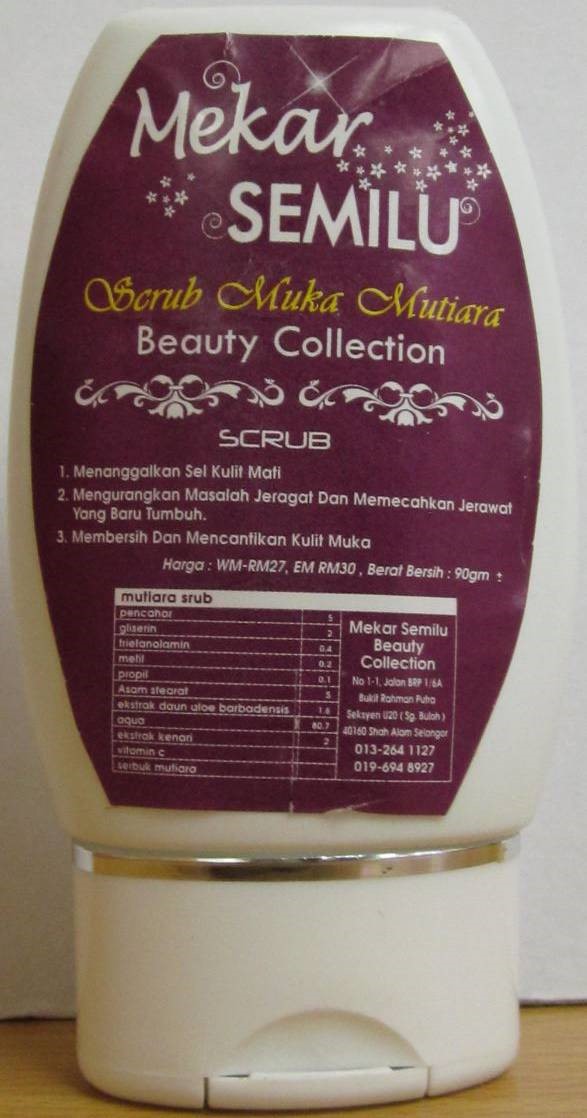 Mekar
SEMILU
Scrub Muka Mutiara
Beauty Collection
SCRUB
1. Menanggalkan Sel Kulit Mati
2. Mengurangkan Masalah Jeragat Dan Memecahkan Jerawat
Yang Baru Tumbuh.
3. Membersih Dan Mencantikan Kulit Muka
Harga : WM-RM27, EM RM30 , Berat Bersih : 90gm ±
mutiara srub
pencahar 5
gliserin 2
trietanolamin 0.4
metil 0.2
propil 0.1
Asam stearat 5
ekstrak daun aloe barbadensis 1.6
aqua 80.7
ekstrak kenari 2
vitamin c
serbuk mutiara
Mekar Semilu
Beauty
Collection
No 1-1, Jalan BRP 1/6A
Bukit Rahman Putra
Seksyen U20 ( Sg. Buloh )
40160 Shah Alam Selangor
013-264 1127
019-694 8927